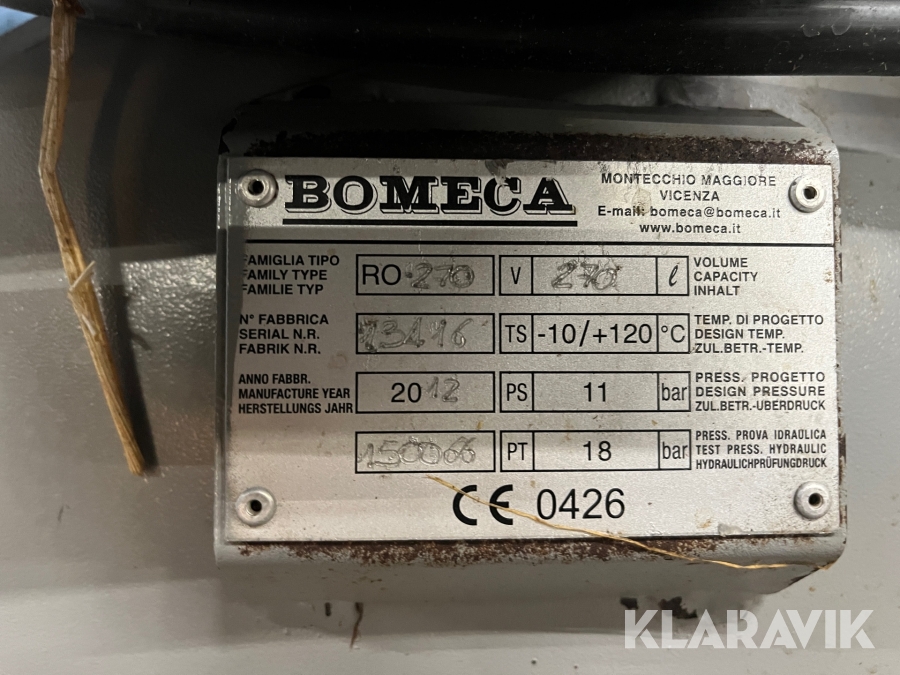 BOMECA
MONTECCHIO MAGGIORE
VICENZA
E-mail: bomeca@bomeca.it
www.bomeca.it
FAMIGLIA TIPO
FAMILY TYPE
FAMILIE TYP
RO 270
V 270 ℓ
VOLUME
CAPACITY
INHALT
N° FABBRICA
SERIAL N.R.
FABRIK N.R.
13116
TS -10/+120 °C
TEMP. DI PROGETTO
DESIGN TEMP.
ZUL.BETR.-TEMP.
ANNO FABBR.
MANUFACTURE YEAR
HERSTELLUNGS JAHR
2012
PS 11 bar
PRESS. PROGETTO
DESIGN PRESSURE
ZUL.BETR.-UBERDRUCK
150066
PT 18 bar
PRESS. PROVA IDRAULICA
TEST PRESS. HYDRAULIC
HYDRAULICHPRÜFUNGDRUCK
CE 0426
KLARAVIK